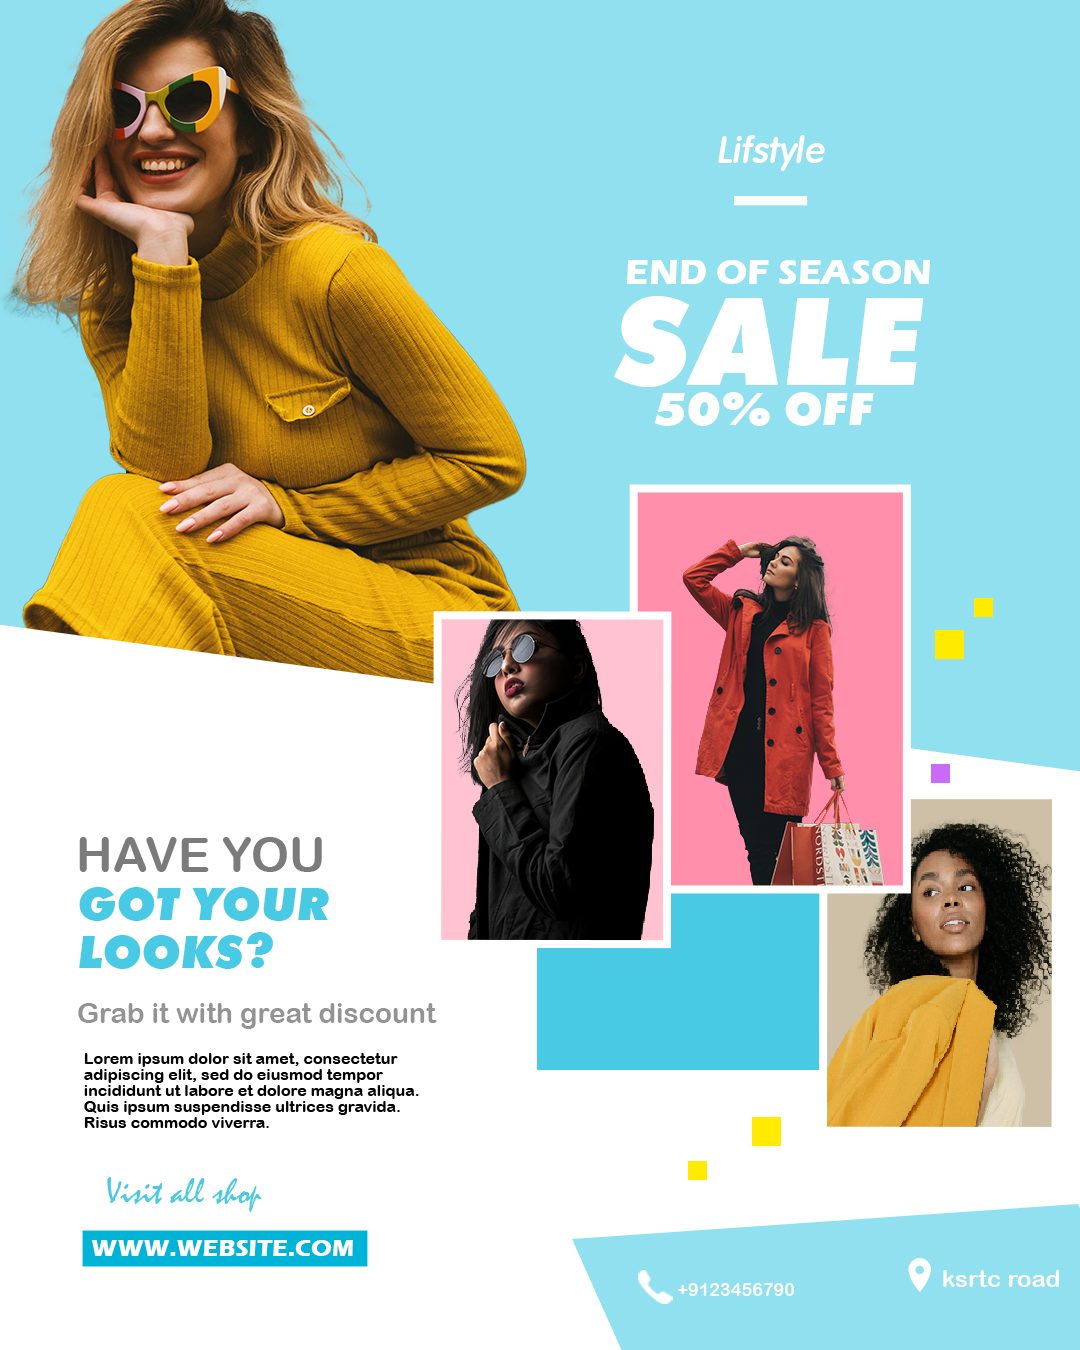 Lifstyle
END OF SEASON
SALE
50% OFF
NORDST
HAVE YOU
GOT YOUR
LOOKS?
Grab it with great discount
Lorem ipsum dolor sit amet, consectetur
adipiscing elit, sed do eiusmod tempor
incididunt ut labore et dolore magna aliqua.
Quis ipsum suspendisse ultrices gravida.
Risus commodo viverra.
Visit all shop
WWW.WEBSITE.COM
+9123456790
ksrtc road